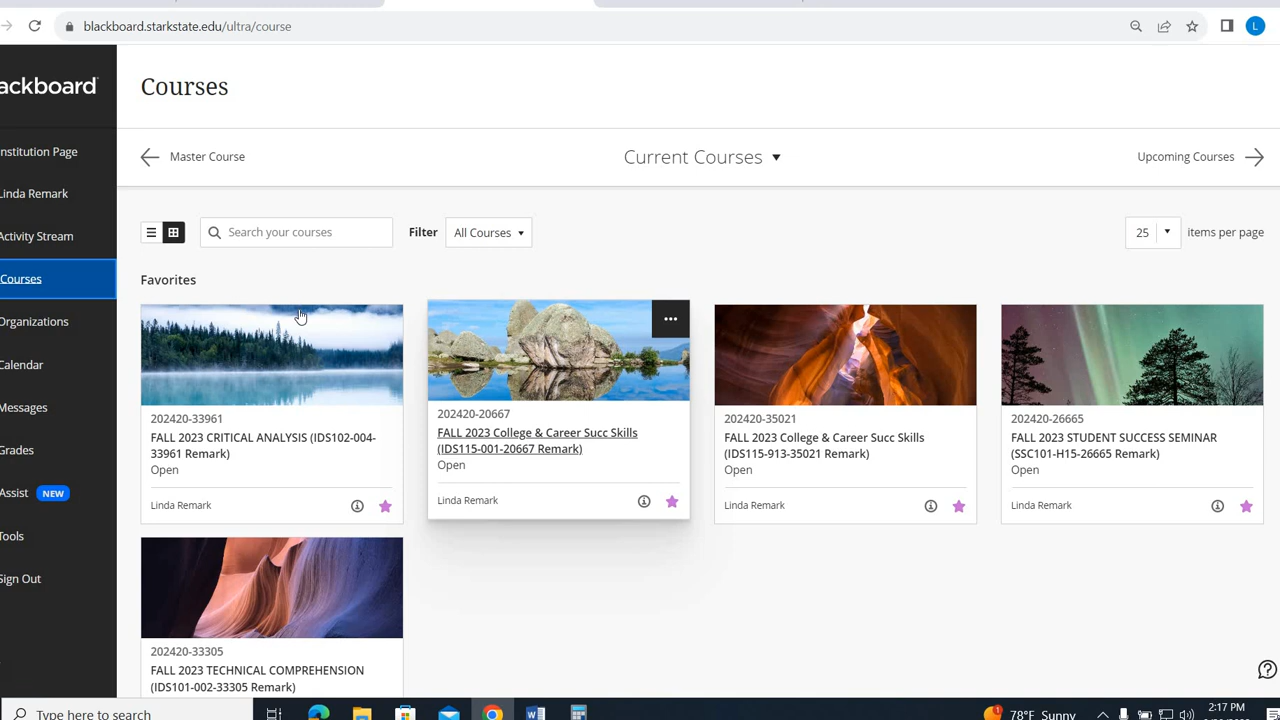 blackboard.starkstate.edu/ultra/course
L
ackboard
Courses
nstitution Page
Master Course
Current Courses
Upcoming Courses
Linda Remark
Activity Stream
Search your courses
Filter
All Courses
25
items per page
Courses
Favorites
Organizations
Calendar
Messages
Grades
Assist NEW
Tools
Sign Out
202420-33961
FALL 2023 CRITICAL ANALYSIS (IDS102-004-
33961 Remark)
Open
Linda Remark
202420-20667
FALL 2023 College & Career Succ Skills
(IDS115-001-20667 Remark)
Open
Linda Remark
202420-35021
FALL 2023 College & Career Succ Skills
(IDS115-913-35021 Remark)
Open
Linda Remark
202420-26665
FALL 2023 STUDENT SUCCESS SEMINAR
(SSC101-H15-26665 Remark)
Open
Linda Remark
202420-33305
FALL 2023 TECHNICAL COMPREHENSION
(IDS101-002-33305 Remark)
Type here to search
1
78°F Sunny
2:17 PM